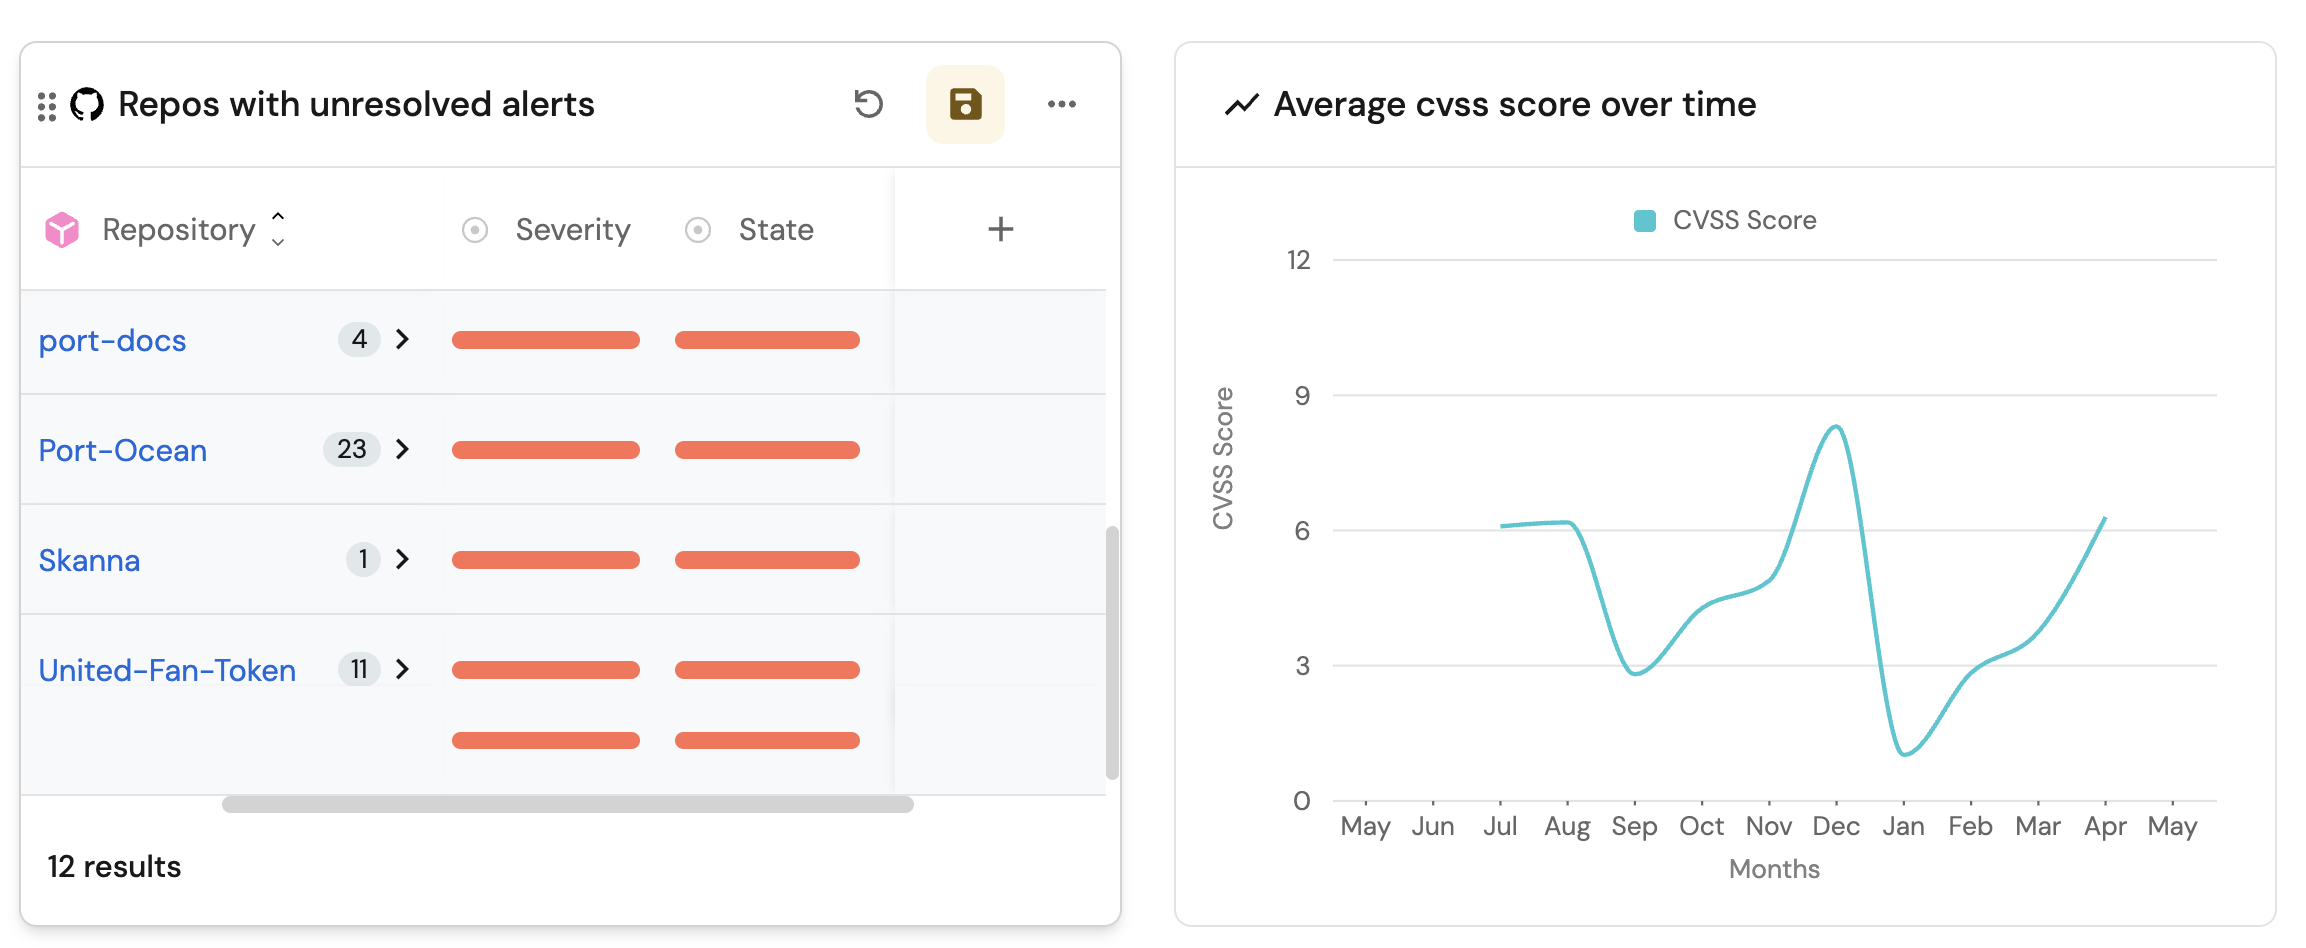 Repos with unresolved alerts
Repository Severity State
port-docs 4
Port-Ocean 23
Skanna 1
United-Fan-Token 11
12 results
Average cvss score over time
CVSS Score
12
9
6
3
0
CVSS Score
May Jun Jul Aug Sep Oct Nov Dec Jan Feb Mar Apr May
Months